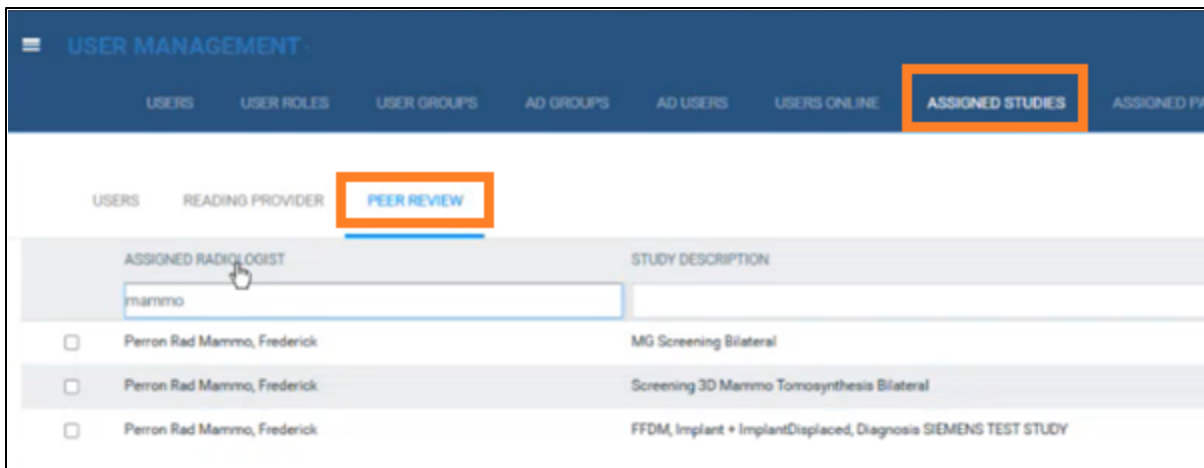 USER MANAGEMENT
USERS USER ROLES USER GROUPS AD GROUPS AD USERS USERS ONLINE ASSIGNED STUDIES ASSIGNED PA
USERS READING PROVIDER PEER REVIEW
ASSIGNED RADIOLOGIST STUDY DESCRIPTION
mammo
Perron Rad Mammo, Frederick MG Screening Bilateral
Perron Rad Mammo, Frederick Screening 3D Mammo Tomosynthesis Bilateral
Perron Rad Mammo, Frederick FFDM, Implant + ImplantDisplaced, Diagnosis SIEMENS TEST STUDY